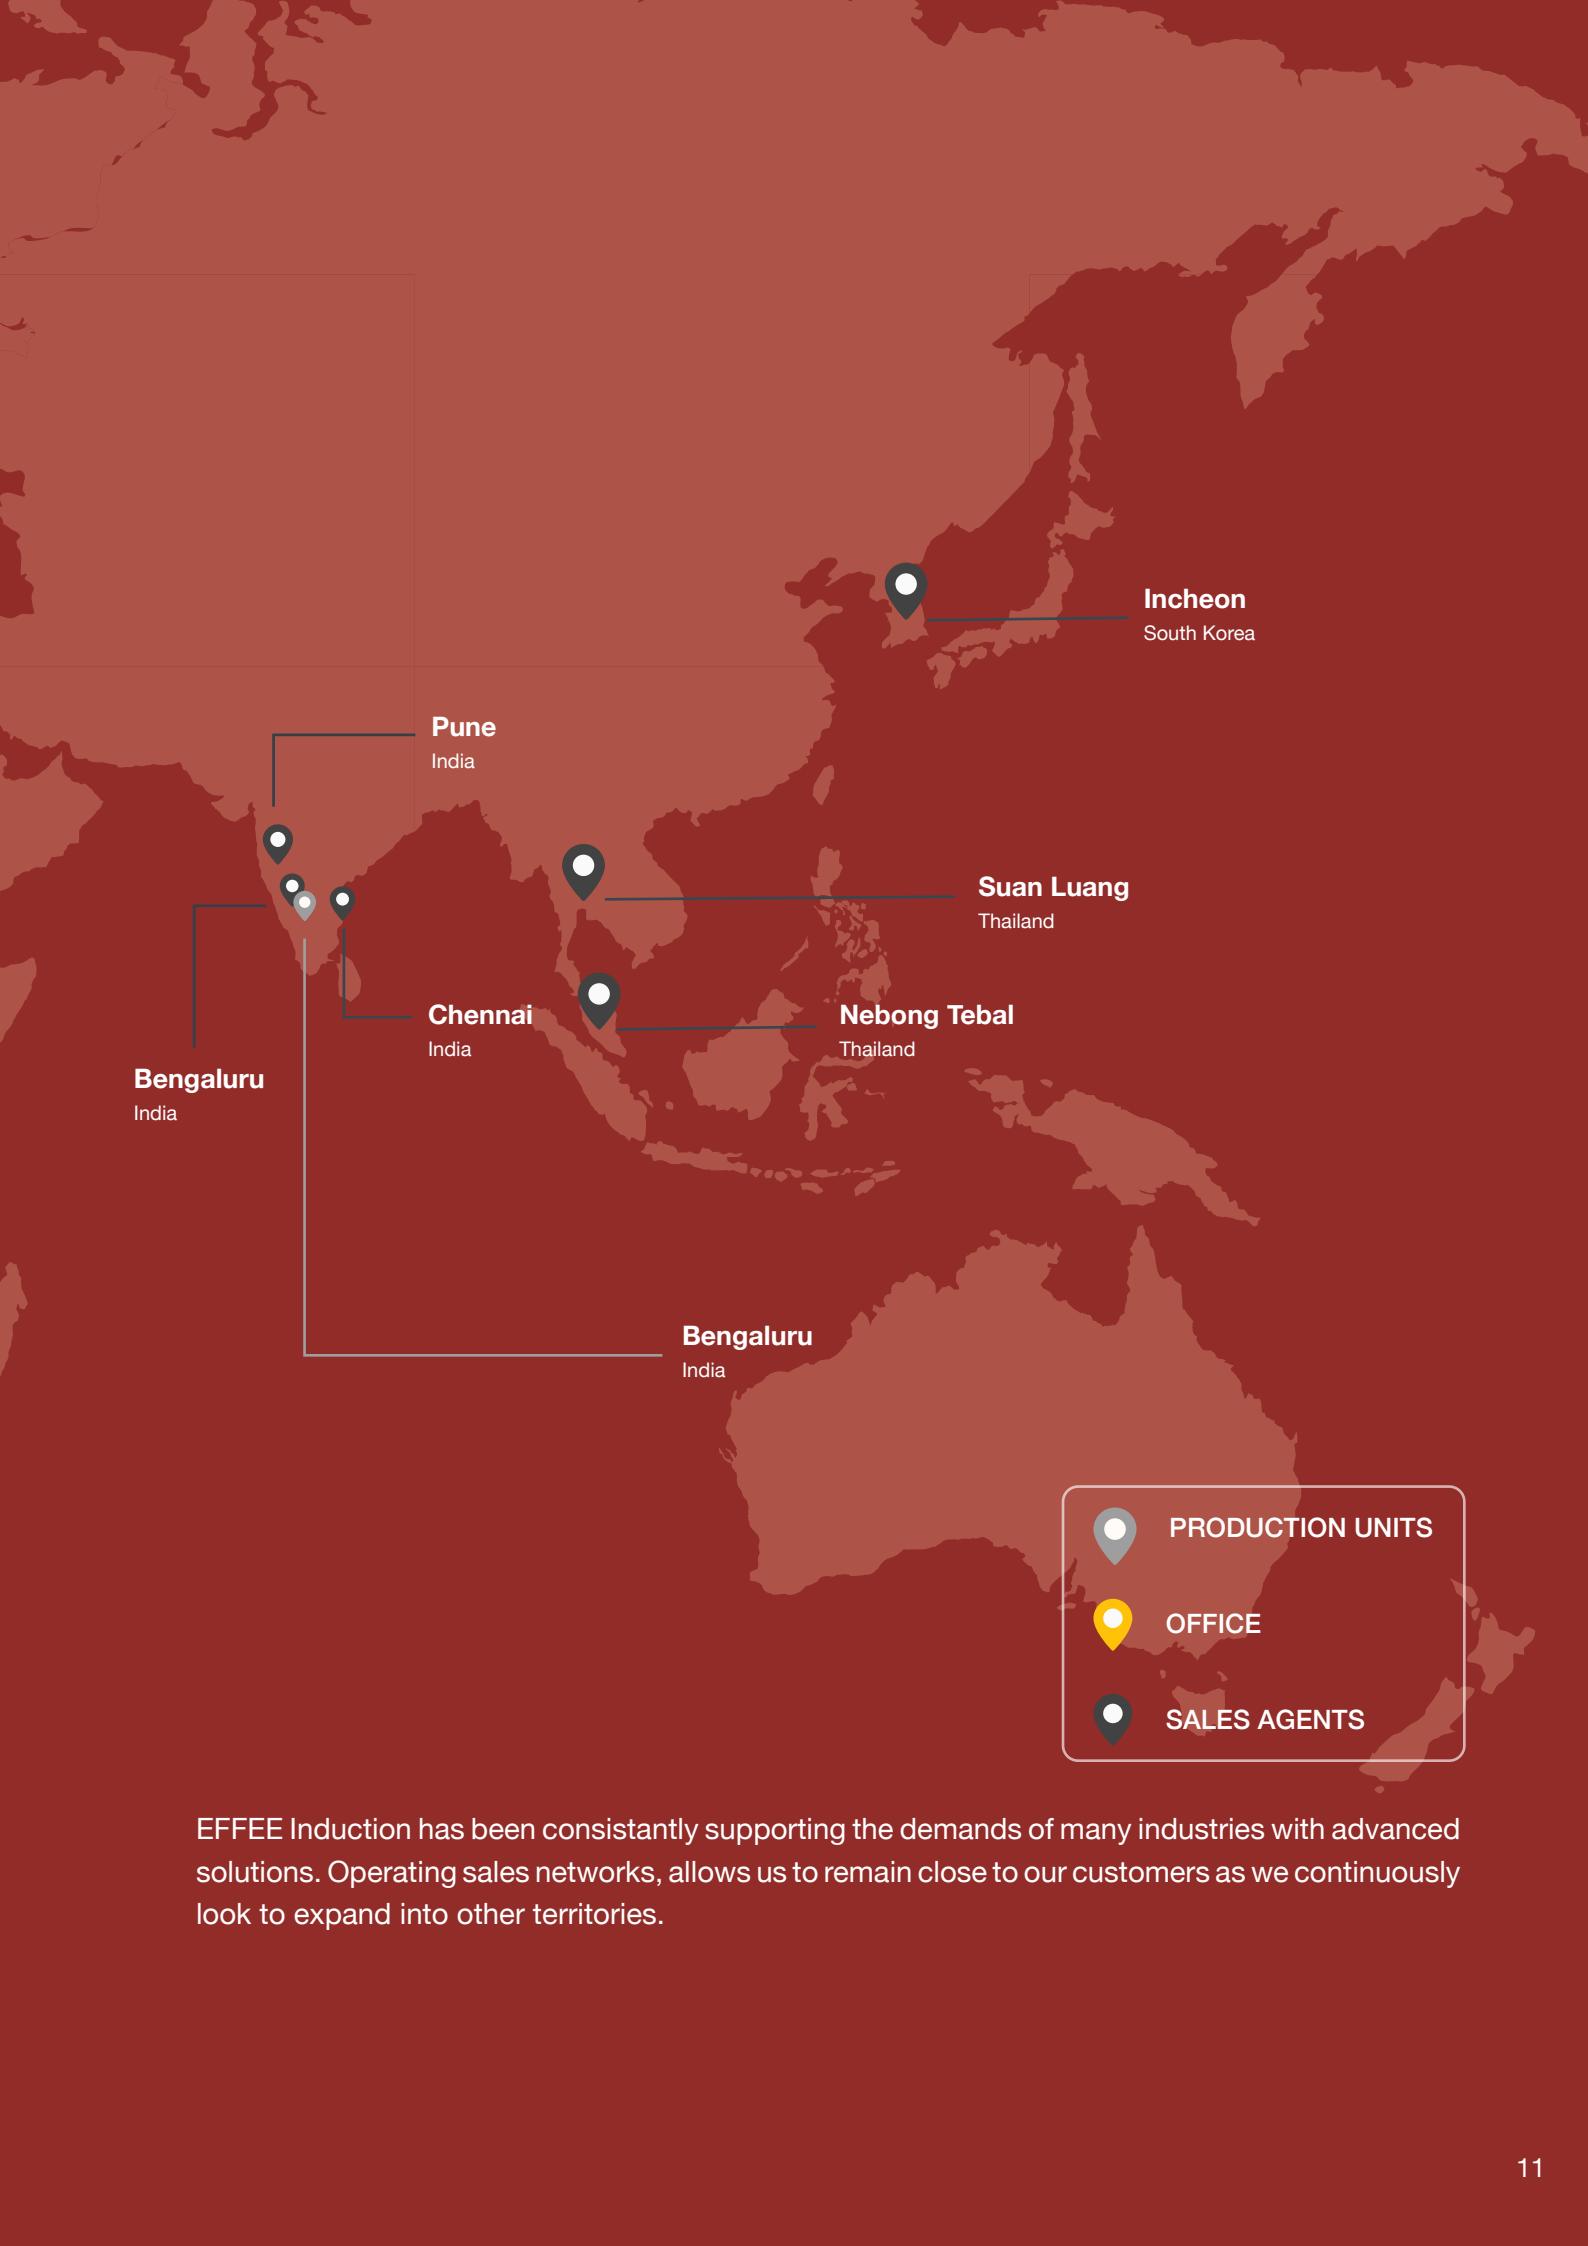 Incheon
South Korea
Pune
India
Suan Luang
Thailand
Chennai
India
Nebong Tebal
Thailand
Bengaluru
India
Bengaluru
India
PRODUCTION UNITS
OFFICE
SALES AGENTS
EFFEE Induction has been consistantly supporting the demands of many industries with advanced
solutions. Operating sales networks, allows us to remain close to our customers as we continuously
look to expand into other territories.
11